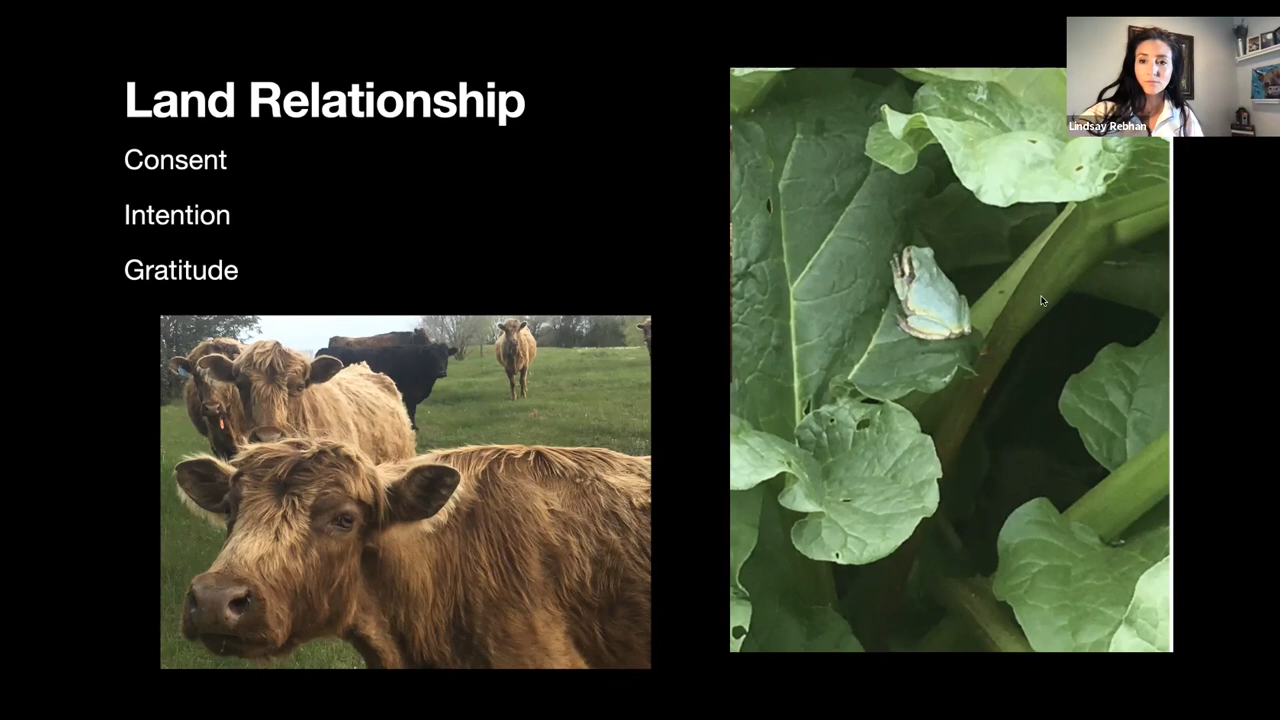 Land Relationship
Consent
Intention
Gratitude
Lindsay Rebhan